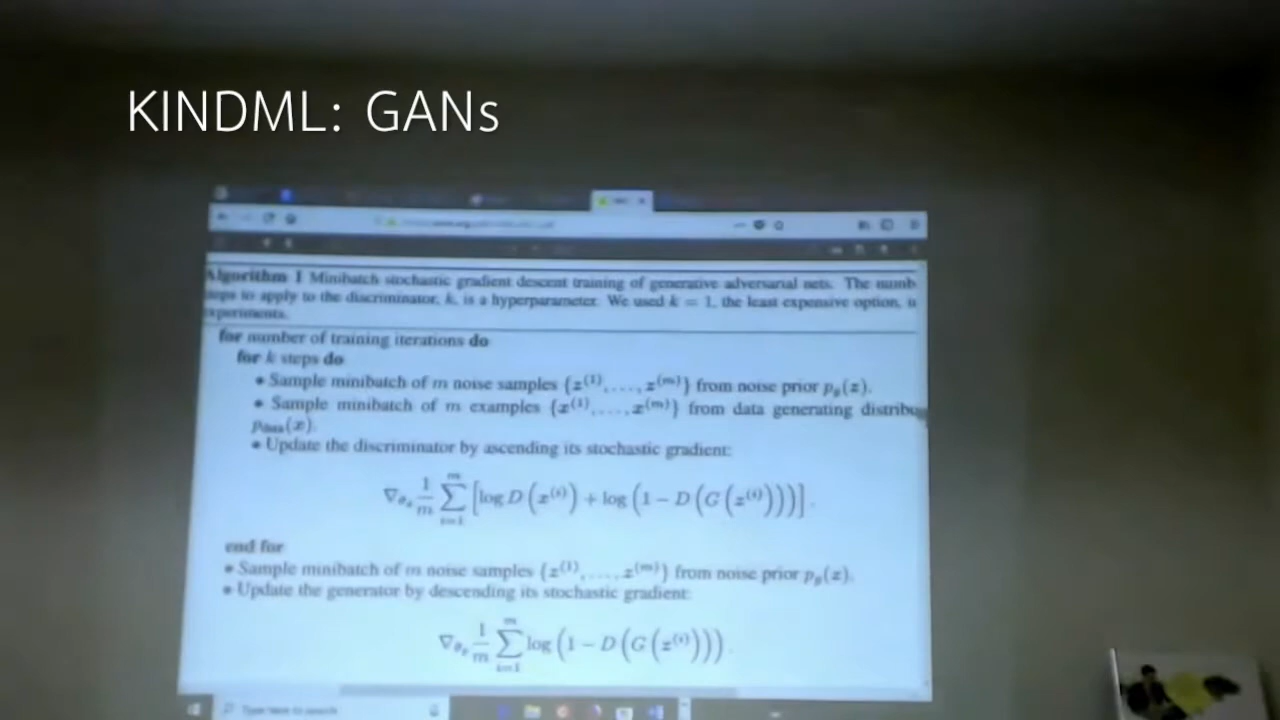 KINDML: GANs
Algorithm 1 Minibatch stochastic gradient descent training of generative adversarial nets. The numb
steps to apply to the discriminator, k, is a hyperparameter. We used k = 1, the least expensive option,
experiments.
for number of training iterations do
for k steps do
• Sample minibatch of m noise samples {z^(1), . . . , z^(m)} from noise prior p_g(z).
• Sample minibatch of m examples {x^(1), . . . , x^(m)} from data generating distribu
p_data(x).
• Update the discriminator by ascending its stochastic gradient:
∇_θd 1/m ∑_{i=1}^{m} [log D(x^(i)) + log(1 − D(G(z^(i))))].
end for
• Sample minibatch of m noise samples {z^(1), . . . , z^(m)} from noise prior p_g(z).
• Update the generator by descending its stochastic gradient:
∇_θg 1/m ∑_{i=1}^{m} log(1 − D(G(z^(i)))).
Type here to search